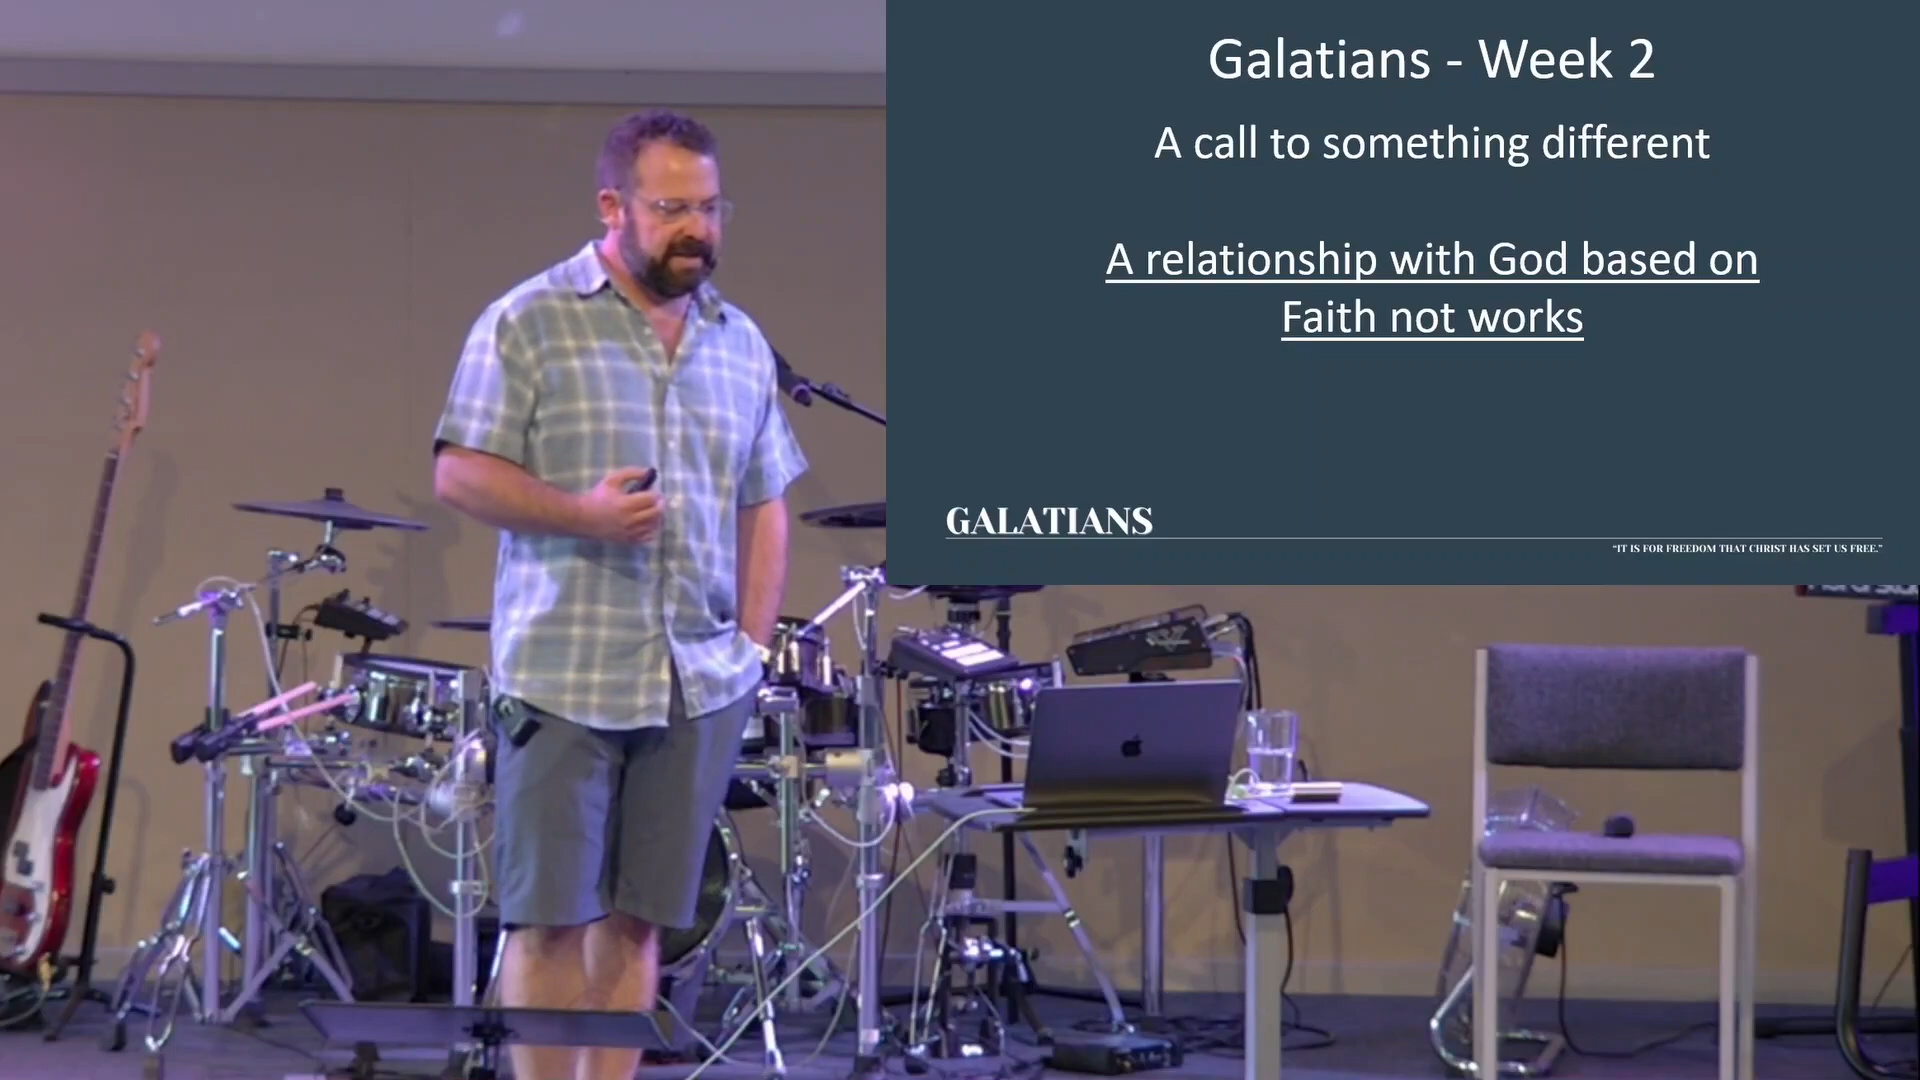 Galatians - Week 2
A call to something different
A relationship with God based on
Faith not works
GALATIANS
“IT IS FOR FREEDOM THAT CHRIST HAS SET US FREE.”